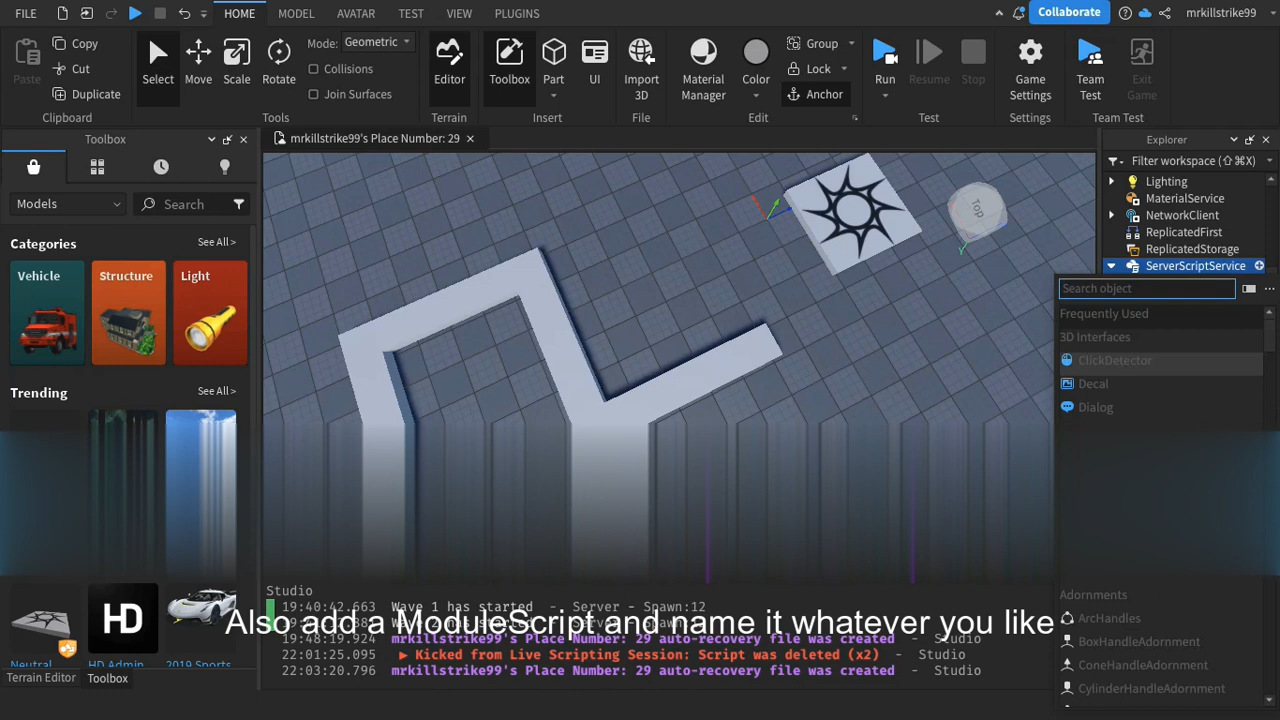 FILE
HOME
MODEL
AVATAR
TEST
VIEW
PLUGINS
Collaborate
mrkillstrike99
Paste
Copy
Cut
Duplicate
Clipboard
Select
Move
Scale
Rotate
Mode: Geometric
Collisions
Join Surfaces
Tools
Editor
Terrain
Toolbox
Part
UI
Insert
Import
3D
File
Material
Manager
Color
Group
Lock
Anchor
Edit
Run
Resume
Stop
Test
Game
Settings
Settings
Team
Test
Exit
Game
Team Test
Toolbox
mrkillstrike99's Place Number: 29
Explorer
Models
Search
Categories
See All >
Vehicle
Structure
Light
Trending
See All >
HD
Neutral
HD Admin
2019 Sports
Terrain Editor
Toolbox
Top
Y
Filter workspace (⇧⌘X)
Lighting
MaterialService
NetworkClient
ReplicatedFirst
ReplicatedStorage
ServerScriptService
Search object
Frequently Used
3D Interfaces
ClickDetector
Decal
Dialog
Adornments
ArcHandles
BoxHandleAdornment
ConeHandleAdornment
CylinderHandleAdornment
Studio
19:40:42.663 Wave 1 has started - Server - Spawn:12
Also add a ModuleScript and name it whatever you like
19:48:19.924 mrkillstrike99's Place Number: 29 auto-recovery file was created - Studio
22:01:25.095 ▶ Kicked from Live Scripting Session: Script was deleted (x2) - Studio
22:03:20.796 mrkillstrike99's Place Number: 29 auto-recovery file was created - Studio